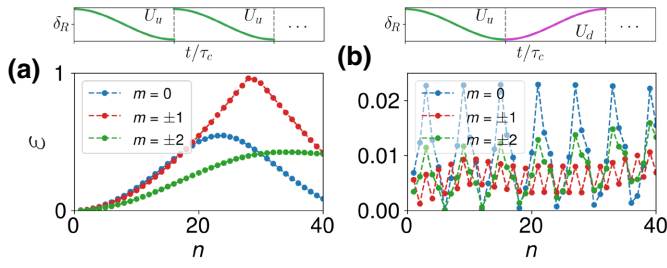 δ_R U_u U_u ...
t/τ_c
(a)
ε
1
0
m = 0
m = ±1
m = ±2
0 20 40
n
δ_R U_u U_d ...
t/τ_c
(b)
0.02
0.01
0.00
m = 0
m = ±1
m = ±2
0 20 40
n